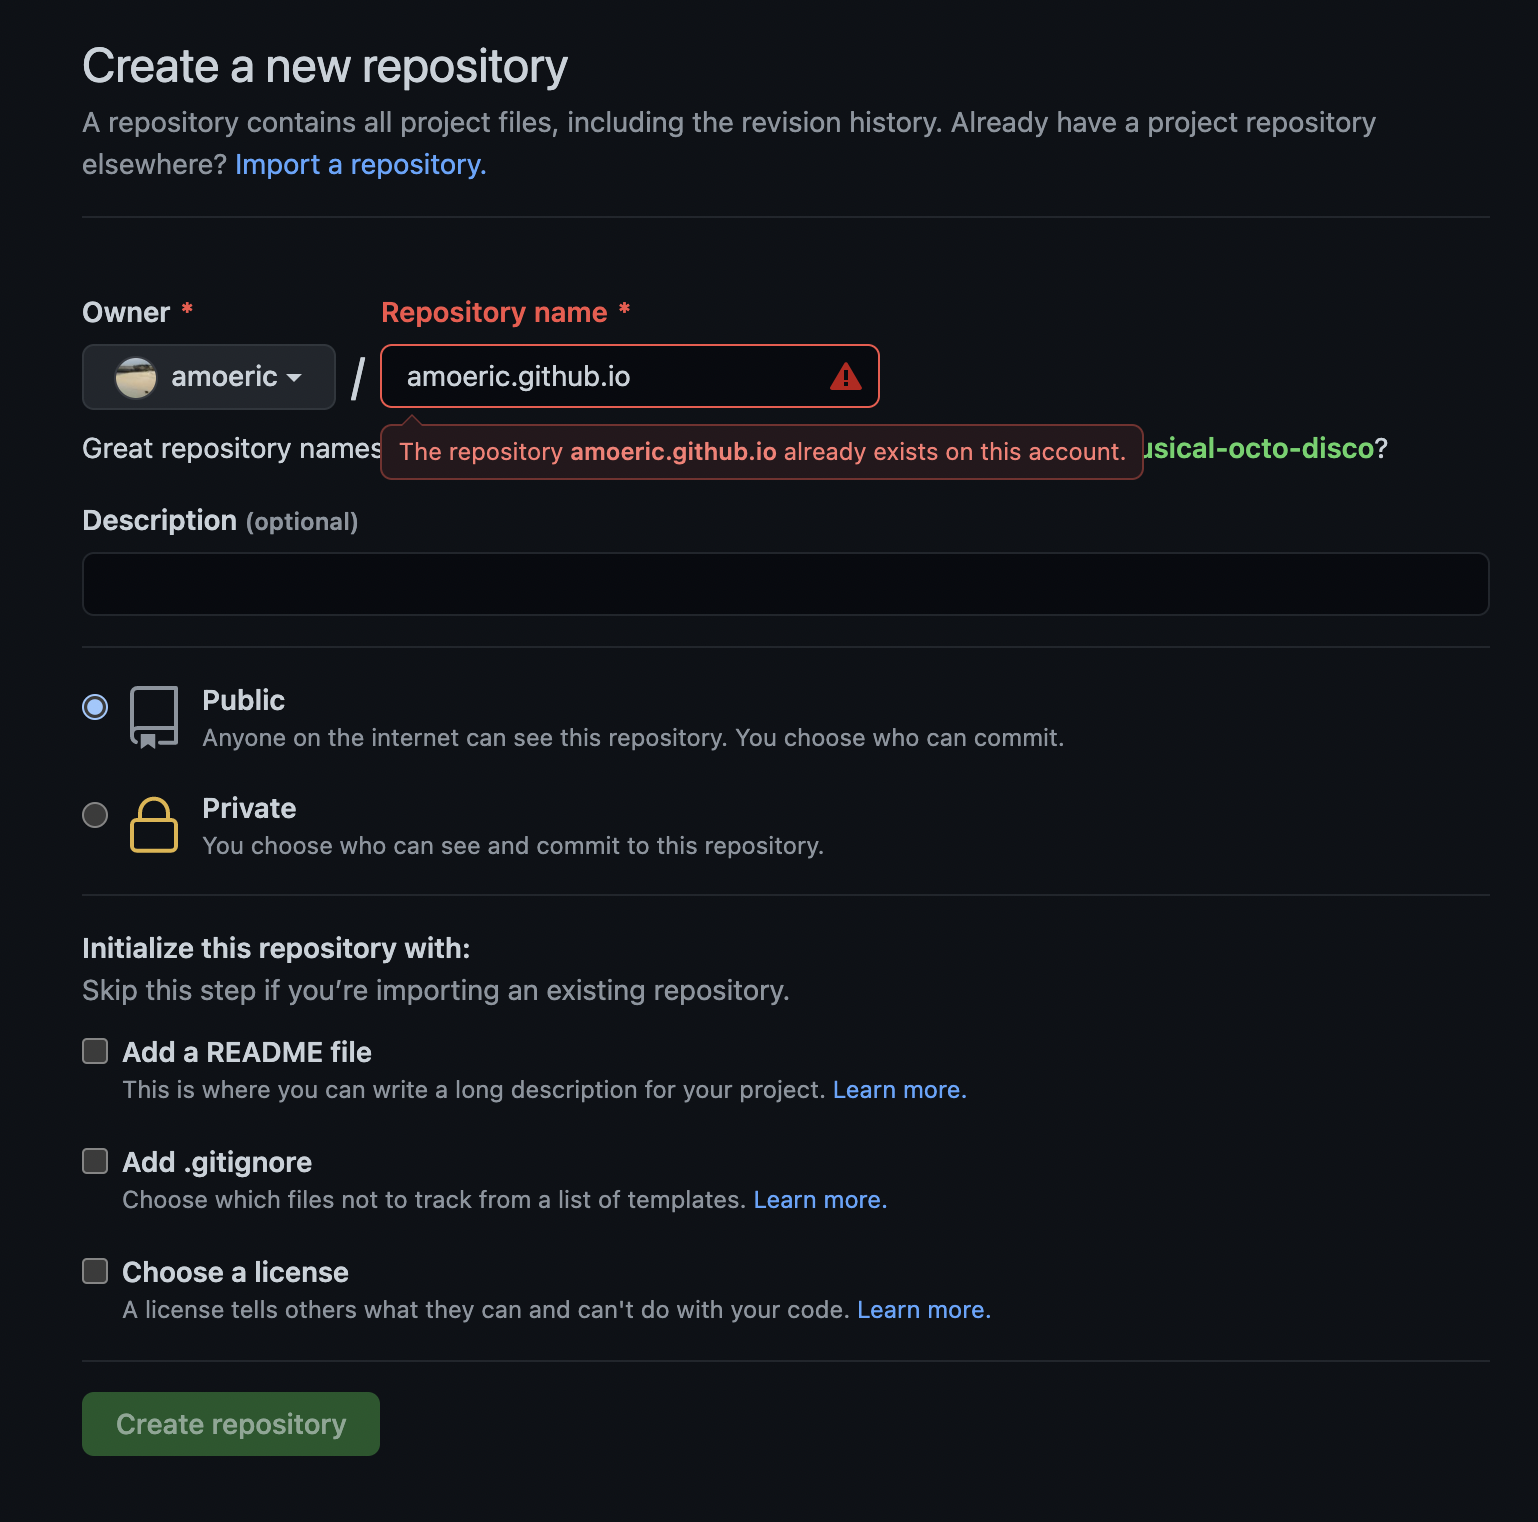 Create a new repository
A repository contains all project files, including the revision history. Already have a project repository
elsewhere? Import a repository.
Owner * Repository name *
amoeric / amoeric.github.io
Great repository names
The repository amoeric.github.io already exists on this account.
usical-octo-disco?
Description (optional)
Public
Anyone on the internet can see this repository. You choose who can commit.
Private
You choose who can see and commit to this repository.
Initialize this repository with:
Skip this step if you’re importing an existing repository.
Add a README file
This is where you can write a long description for your project. Learn more.
Add .gitignore
Choose which files not to track from a list of templates. Learn more.
Choose a license
A license tells others what they can and can't do with your code. Learn more.
Create repository